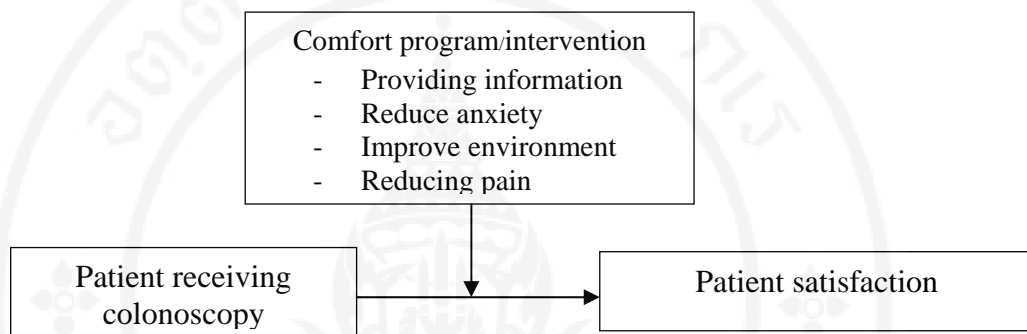 Comfort program/intervention
- Providing information
- Reduce anxiety
- Improve environment
- Reducing pain
Patient receiving
colonoscopy
Patient satisfaction